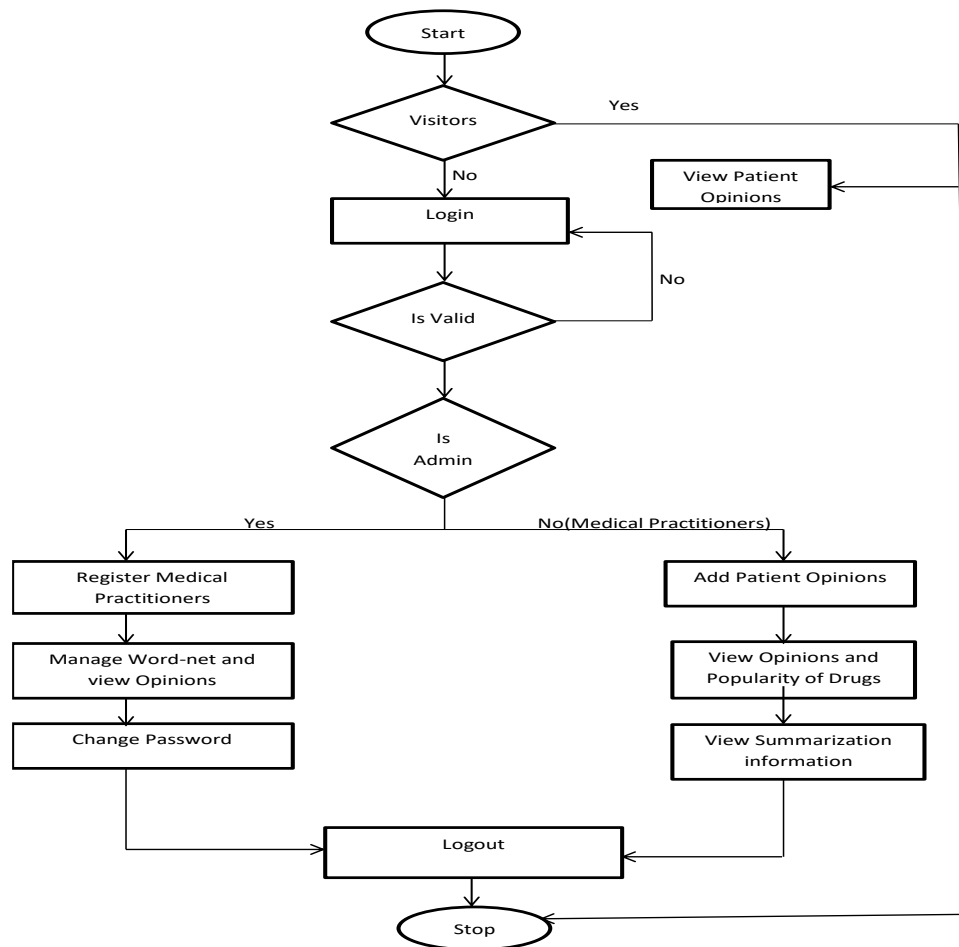 Start
Visitors
Yes
No
View Patient
Opinions
Login
No
Is Valid
Is
Admin
Yes
No(Medical Practitioners)
Register Medical
Practitioners
Add Patient Opinions
Manage Word-net and
view Opinions
View Opinions and
Popularity of Drugs
Change Password
View Summarization
information
Logout
Stop